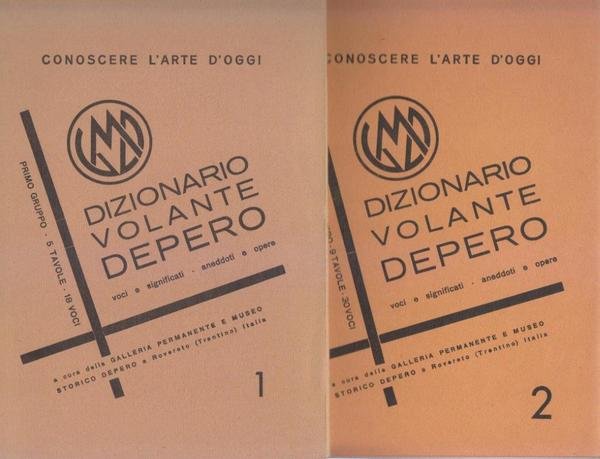 CONOSCERE L'ARTE D'OGGI
PRIMO GRUPPO · 5 TAVOLE · 18 VOCI
DIZIONARIO
VOLANTE
DEPERO
voci e significati · aneddoti e opere
a cura della GALLERIA PERMANENTE E MUSEO
STORICO DEPERO a Rovereto (Trentino) Italia
1
CONOSCERE L'ARTE D'OGGI
9 TAVOLE · 30 VOCI
DIZIONARIO
VOLANTE
DEPERO
voci e significati · aneddoti e opere
a cura della GALLERIA PERMANENTE E MUSEO
STORICO DEPERO a Rovereto (Trentino) Italia
2